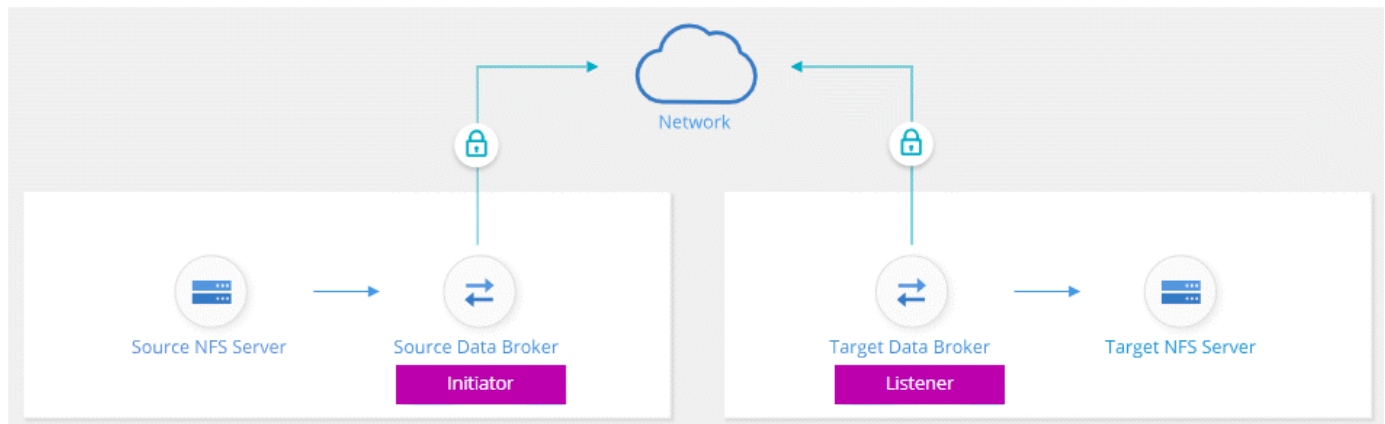 Network
Source NFS Server
Source Data Broker
Target Data Broker
Target NFS Server
Initiator
Listener